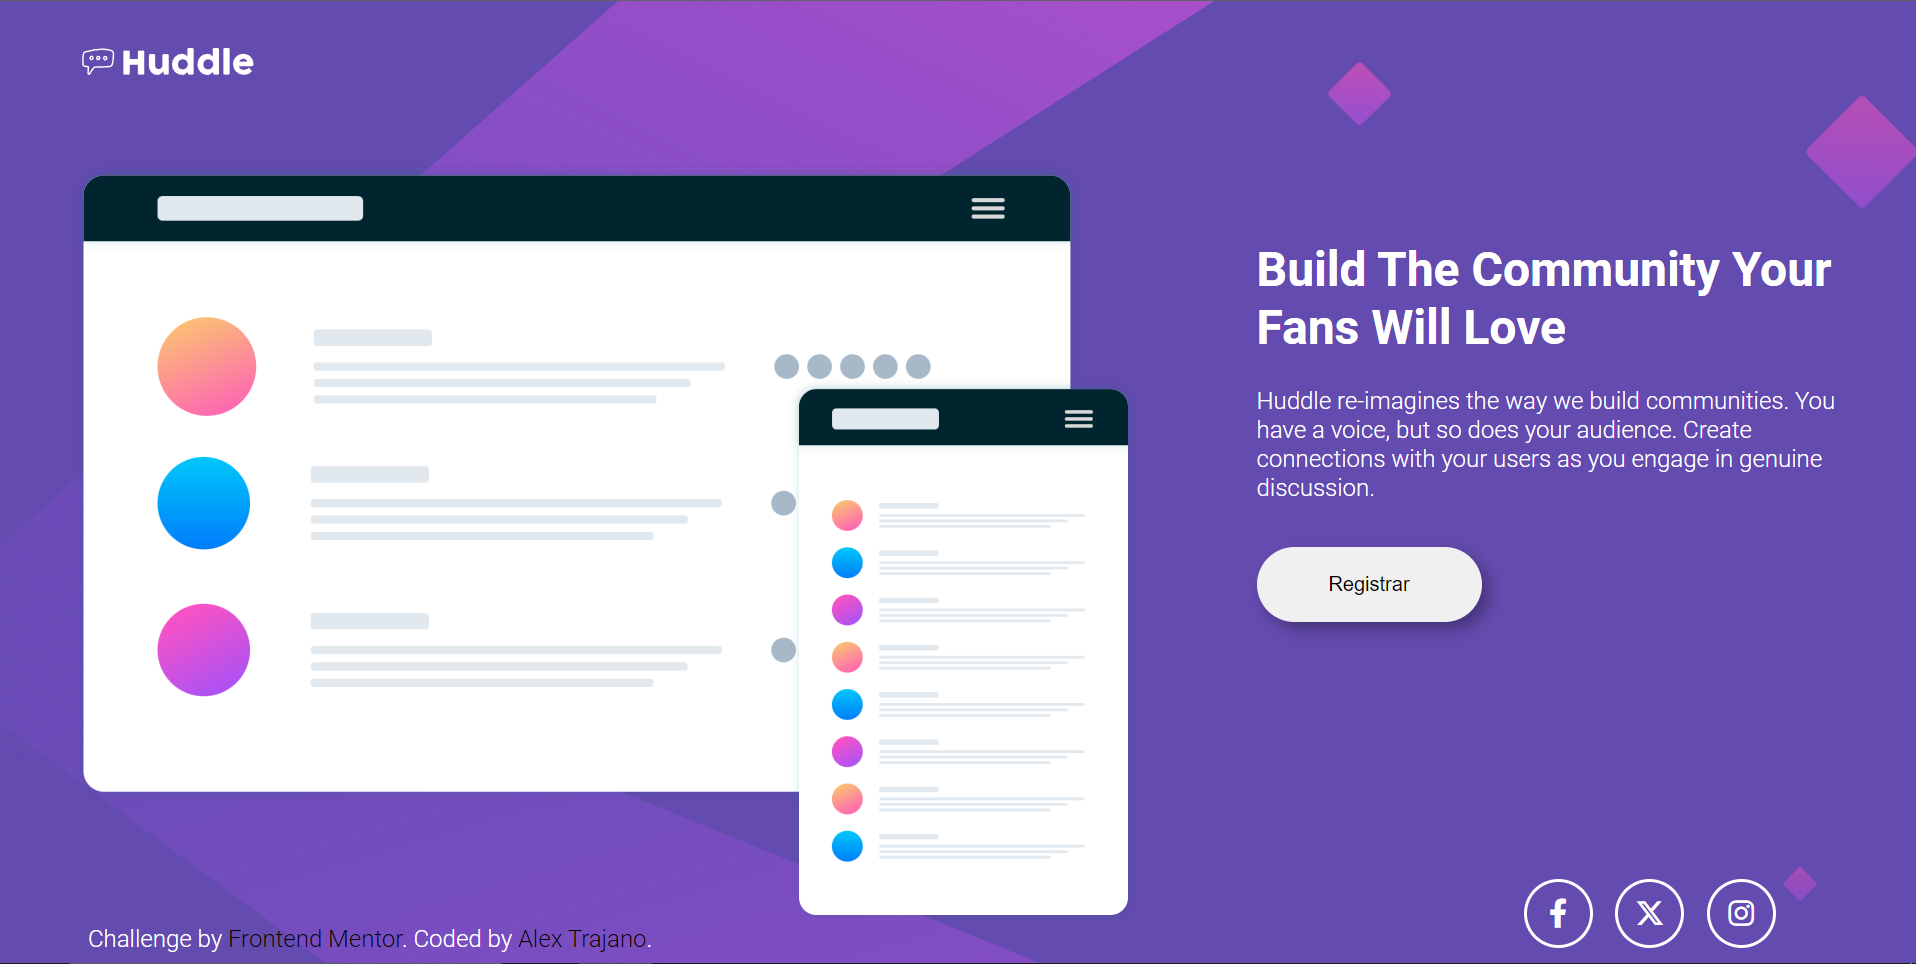 Huddle
Build The Community Your
Fans Will Love
Huddle re-imagines the way we build communities. You
have a voice, but so does your audience. Create
connections with your users as you engage in genuine
discussion.
Registrar
Challenge by Frontend Mentor. Coded by Alex Trajano.